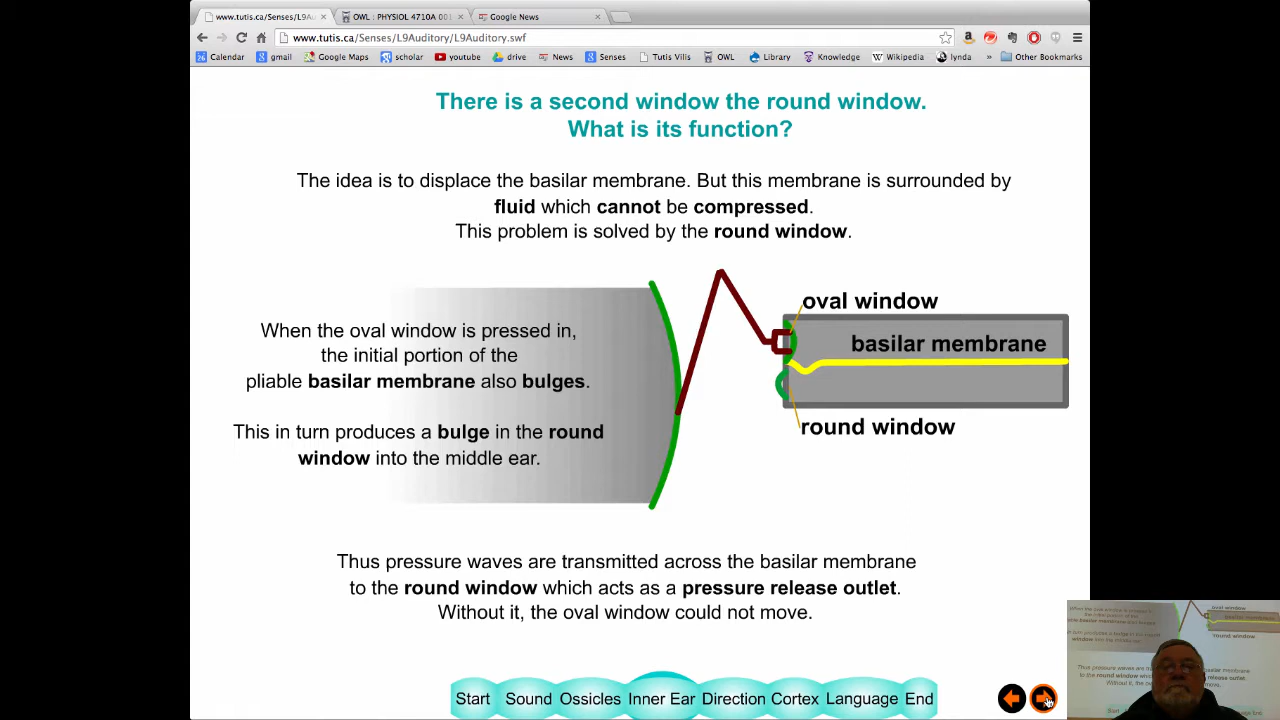 www.tutis.ca/Senses/L9Au
OWL : PHYSIOL 4710A 001
Google News
www.tutis.ca/Senses/L9Auditory/L9Auditory.swf
Calendar gmail Google Maps scholar youtube drive News Senses Tutis Vills OWL Library Knowledge Wikipedia lynda » Other Bookmarks
There is a second window the round window.
What is its function?
The idea is to displace the basilar membrane. But this membrane is surrounded by
fluid which cannot be compressed.
This problem is solved by the round window.
oval window
basilar membrane
round window
When the oval window is pressed in,
the initial portion of the
pliable basilar membrane also bulges.
This in turn produces a bulge in the round
window into the middle ear.
Thus pressure waves are transmitted across the basilar membrane
to the round window which acts as a pressure release outlet.
Without it, the oval window could not move.
Start Sound Ossicles Inner Ear Direction Cortex Language End